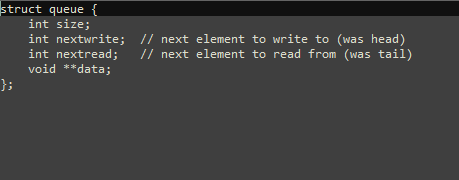 struct queue {
    int size;
    int nextwrite;  // next element to write to (was head)
    int nextread;   // next element to read from (was tail)
    void **data;
};